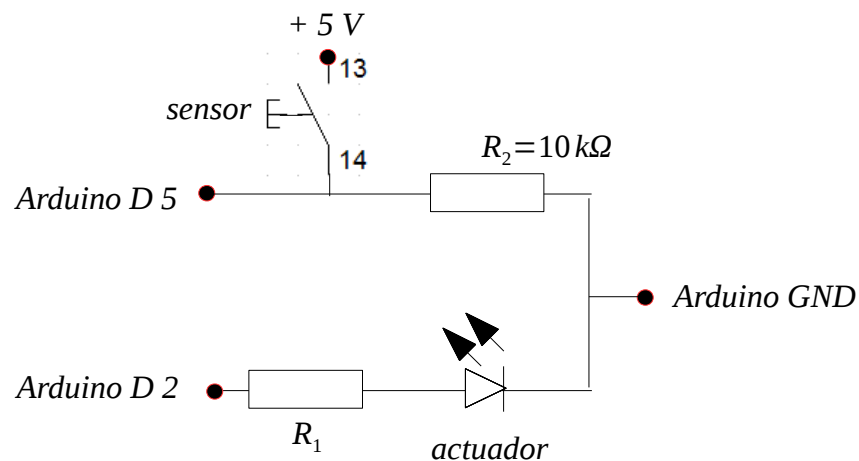 + 5 V
13
sensor
14
R₂=10 kΩ
Arduino D 5
Arduino GND
Arduino D 2
R₁
actuador